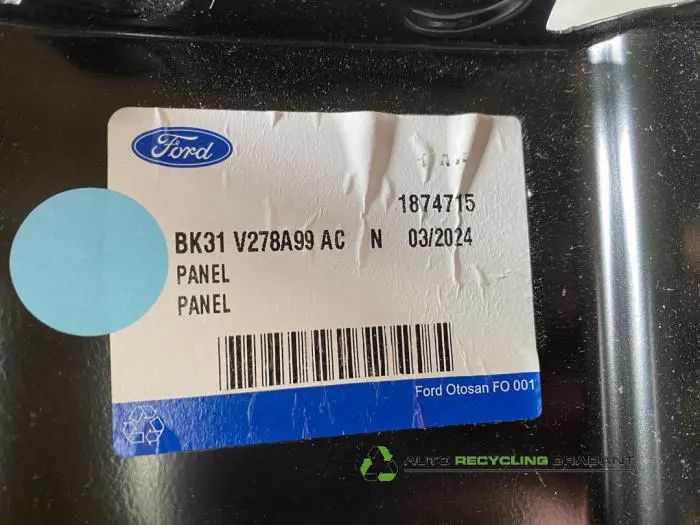 Ford
1874715
BK31 V278A99 AC N 03/2024
PANEL
PANEL
Ford Otosan FO 001
AUTO RECYCLING BRABANT